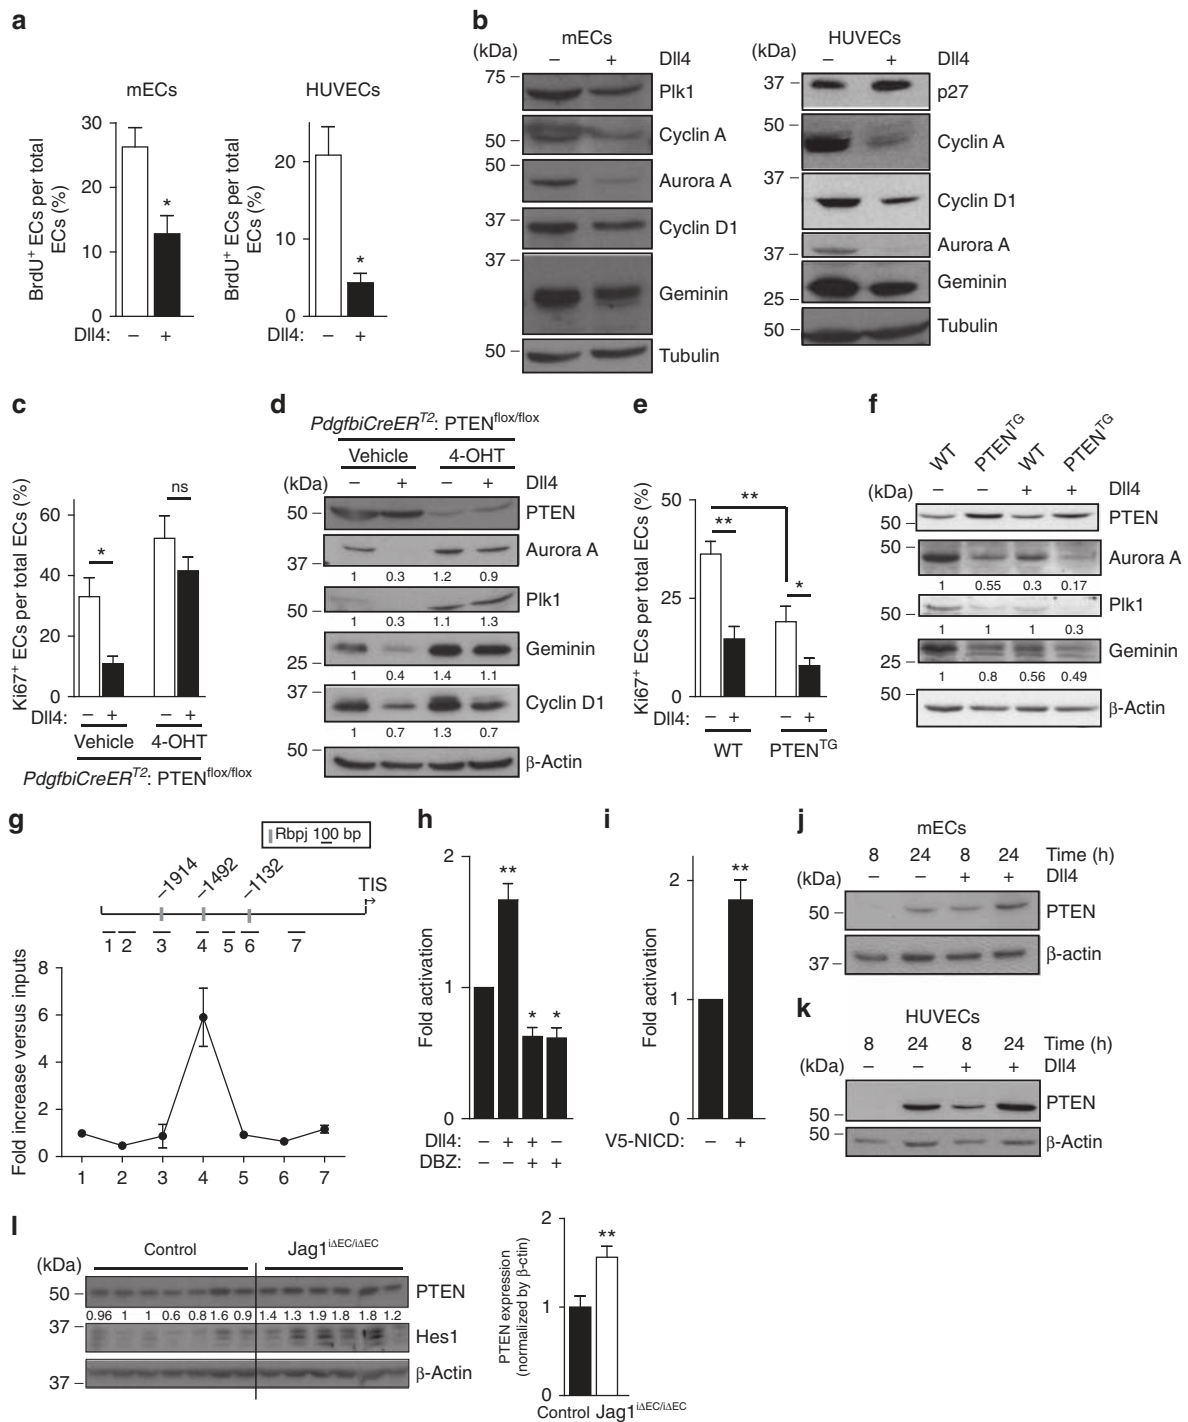 a
mECs
HUVECs
BrdU+ ECs per total ECs (%)
30
20
10
0
BrdU+ ECs per total ECs (%)
20
10
0
Dll4: – + – +
b
(kDa) mECs
– + Dll4
75
Plk1
50
Cyclin A
50
Aurora A
37
Cyclin D1
37
Geminin
50
Tubulin
(kDa) HUVECs
– + Dll4
37
p27
50
Cyclin A
37
Cyclin D1
37
Aurora A
25
Geminin
50
Tubulin
c
Ki67+ ECs per total ECs (%)
60
40
20
0
*
ns
Dll4: – + – +
Vehicle 4-OHT
PdgfbiCreERT2: PTENflox/flox
d
PdgfbiCreERT2: PTENflox/flox
Vehicle 4-OHT
(kDa) – + – + Dll4
50 PTEN
37 Aurora A
1 0.3 1.2 0.9
50 Plk1
1 0.3 1.1 1.3
25 Geminin
1 0.4 1.4 1.1
37 Cyclin D1
1 0.7 1.3 0.7
50 β-Actin
e
Ki67+ ECs per total ECs (%)
50
25
0
**
**
*
Dll4: – + – +
WT PTENTG
f
WT PTENTG WT PTENTG
(kDa) – – + + Dll4
50 PTEN
50 Aurora A
1 0.55 0.3 0.17
50 Plk1
1 1 1 0.3
25 Geminin
1 0.8 0.56 0.49
50 β-Actin
g
Rbpj 100 bp
–1914 –1492 –1132 TIS
1 2 3 4 5 6 7
Fold increase versus inputs
8
6
4
2
0
1 2 3 4 5 6 7
h
Fold activation
2
1
0
** * *
Dll4: – + + –
DBZ: – – + +
i
Fold activation
2
1
0
**
V5-NICD: – +
j
mECs
8 24 8 24 Time (h)
(kDa) – – + + Dll4
50 PTEN
37 β-actin
k
HUVECs
8 24 8 24 Time (h)
(kDa) – – + + Dll4
50 PTEN
50 β-Actin
l
(kDa) Control Jag1iΔEC/iΔEC
50 PTEN
0.96 1 1 0.6 0.8 1.6 0.9 1.4 1.3 1.9 1.8 1.8 1.2
37 Hes1
37 β-Actin
PTEN expression
(normalized by β-ctin)
2
1
0
**
Control Jag1iΔEC/iΔEC